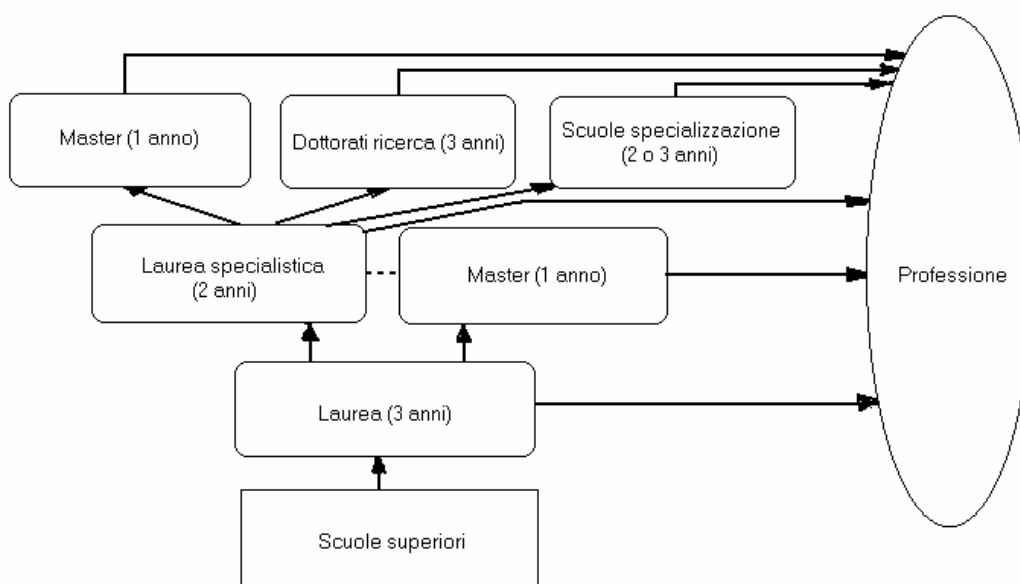 Master (1 anno)
Dottorati ricerca (3 anni)
Scuole specializzazione
(2 o 3 anni)
Laurea specialistica
(2 anni)
Master (1 anno)
Professione
Laurea (3 anni)
Scuole superiori